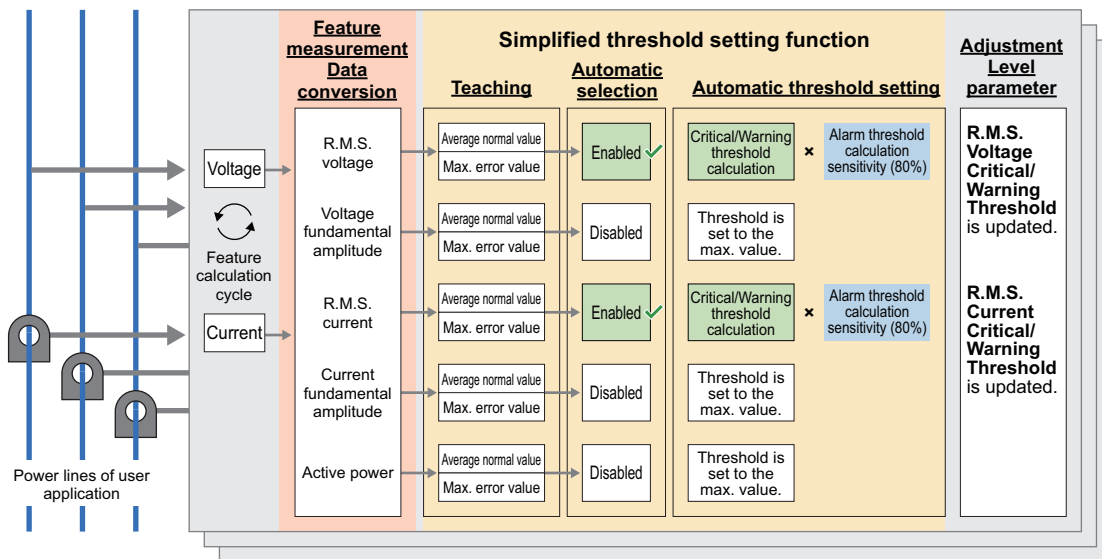 Feature
measurement
Data
conversion
Simplified threshold setting function
Teaching
Automatic
selection
Automatic threshold setting
Adjustment
Level
parameter
Voltage
Feature
calculation
cycle
Current
Power lines of user
application
R.M.S.
voltage
Average normal value
Max. error value
Enabled
Critical/Warning
threshold
calculation
×
Alarm threshold
calculation
sensitivity (80%)
Voltage
fundamental
amplitude
Average normal value
Max. error value
Disabled
Threshold is
set to the
max. value.
R.M.S.
current
Average normal value
Max. error value
Enabled
Critical/Warning
threshold
calculation
×
Alarm threshold
calculation
sensitivity (80%)
Current
fundamental
amplitude
Average normal value
Max. error value
Disabled
Threshold is
set to the
max. value.
Active power
Average normal value
Max. error value
Disabled
Threshold is
set to the
max. value.
R.M.S.
Voltage
Critical/
Warning
Threshold
is updated.
R.M.S.
Current
Critical/
Warning
Threshold
is updated.